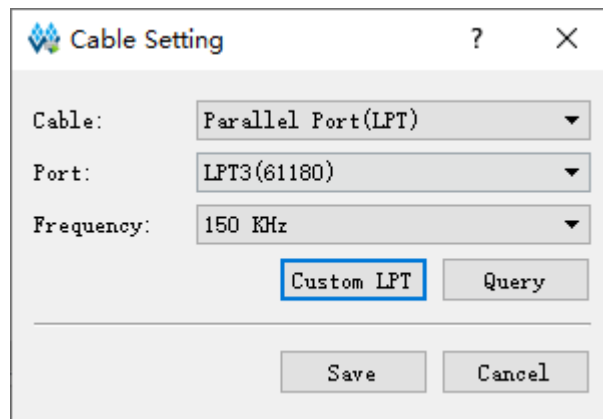 Cable Setting
?
Cable: Parallel Port(LPT)
Port: LPT3(61180)
Frequency: 150 KHz
Custom LPT Query
Save Cancel